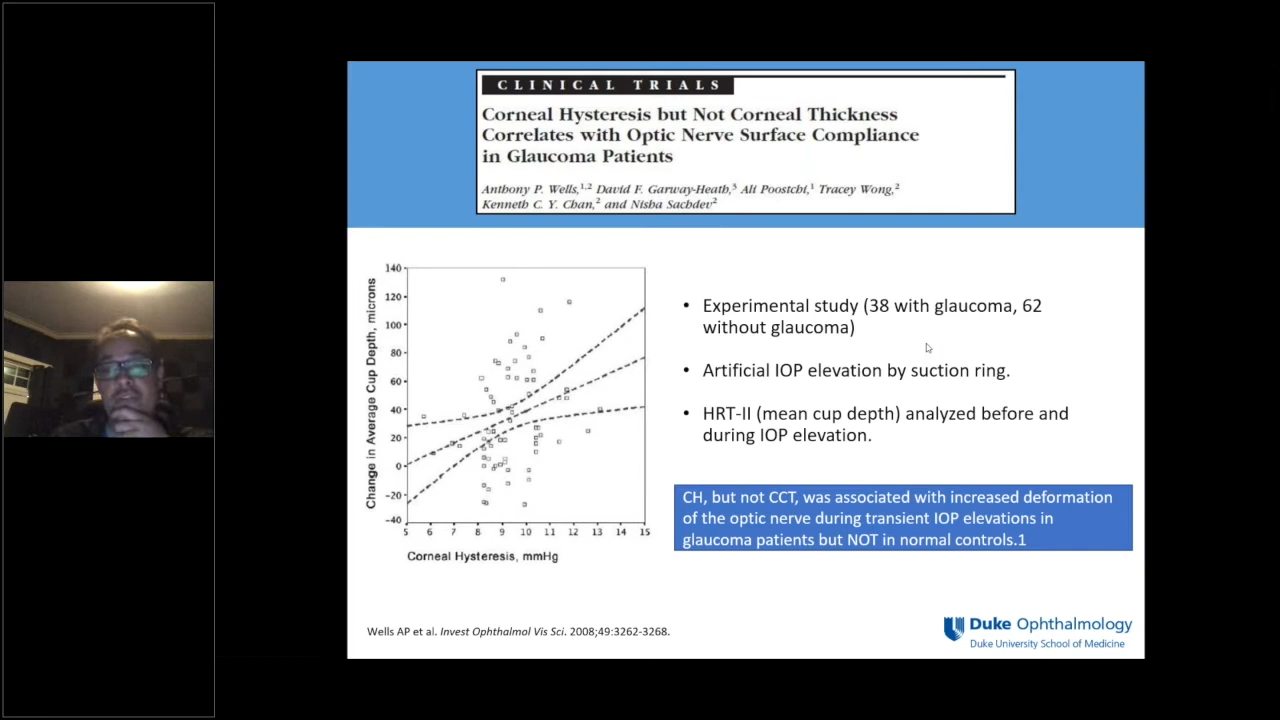 CLINICAL TRIALS
Corneal Hysteresis but Not Corneal Thickness
Correlates with Optic Nerve Surface Compliance
in Glaucoma Patients
Anthony P. Wells,1,2 David F. Garway-Heath,3 Ali Poostchi,1 Tracey Wong,2
Kenneth C. Y. Chan,2 and Nisha Sachdev2
Change in Average Cup Depth, microns
140
120
100
80
60
40
20
0
-20
-40
5 6 7 8 9 10 11 12 13 14 15
Corneal Hysteresis, mmHg
• Experimental study (38 with glaucoma, 62
without glaucoma)
• Artificial IOP elevation by suction ring.
• HRT-II (mean cup depth) analyzed before and
during IOP elevation.
CH, but not CCT, was associated with increased deformation
of the optic nerve during transient IOP elevations in
glaucoma patients but NOT in normal controls.1
Wells AP et al. Invest Ophthalmol Vis Sci. 2008;49:3262-3268.
Duke Ophthalmology
Duke University School of Medicine